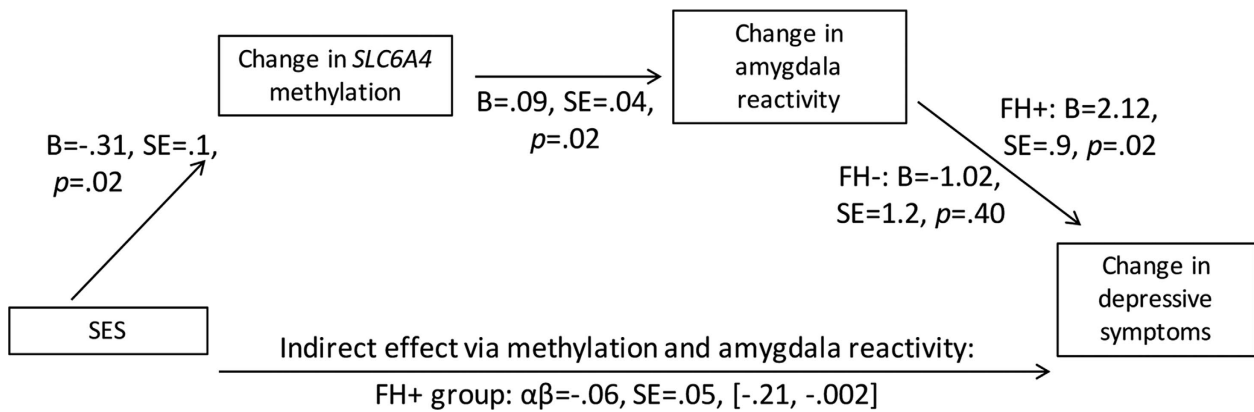 Change in SLC6A4
methylation
B=.09, SE=.04,
p=.02
Change in
amygdala
reactivity
B=-.31, SE=.1,
p=.02
FH+: B=2.12,
SE=.9, p=.02
FH-: B=-1.02,
SE=1.2, p=.40
SES
Change in
depressive
symptoms
Indirect effect via methylation and amygdala reactivity:
FH+ group: αβ=-.06, SE=.05, [-.21, -.002]